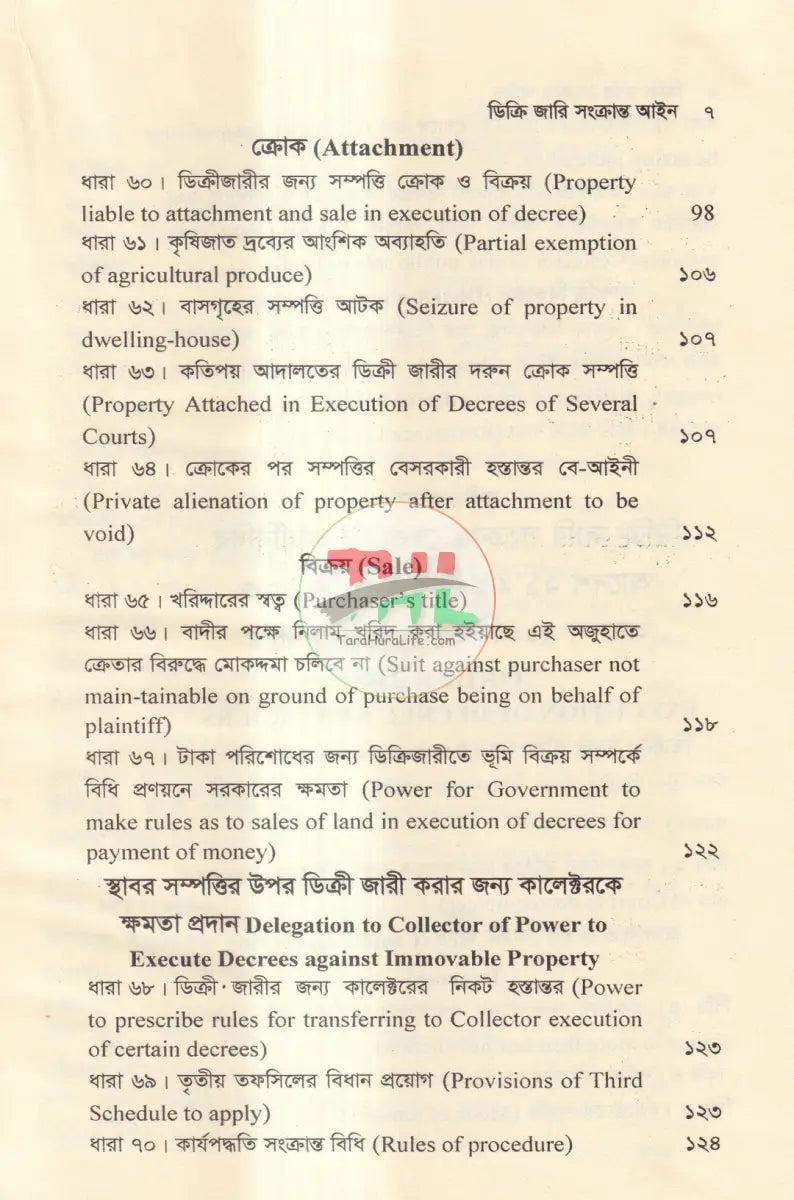 ডিক্রি জারি সংক্রান্ত আইন ৭
ক্রোক (Attachment)
ধারা ৬০। ডিক্রীজারীর জন্য সম্পত্তি ক্রোক ও বিক্রয় (Property
liable to attachment and sale in execution of decree) 98
ধারা ৬১। কৃষিজাত দ্রব্যের আংশিক অব্যাহতি (Partial exemption
of agricultural produce) ১০৬
ধারা ৬২। বাসগৃহের সম্পত্তি আটক (Seizure of property in
dwelling-house) ১০৭
ধারা ৬৩। কতিপয় আদালতের ডিক্রী জারীর দরুন ক্রোক সম্পত্তি
(Property Attached in Execution of Decrees of Several
Courts) ১০৭
ধারা ৬৪। ক্রোকের পর সম্পত্তির বেসরকারী হস্তান্তর বে-আইনী
(Private alienation of property after attachment to be
void) ১১২
বিক্রয় (Sale)
ধারা ৬৫। খরিদ্দারের স্বত্ব (Purchaser's title) ১১৬
ধারা ৬৬। বাদীর পক্ষে নিলাম খরিদ করা হইয়াছে এই অজুহাতে
TaraHuraLife.com
ক্রেতার বিরুদ্ধে মোকদ্দমা চলিবে না (Suit against purchaser not
main-tainable on ground of purchase being on behalf of
plaintiff) ১১৮
ধারা ৬৭। টাকা পরিশোধের জন্য ডিক্রিজারীতে ভূমি বিক্রয় সম্পর্কে
বিধি প্রণয়নে সরকারের ক্ষমতা (Power for Government to
make rules as to sales of land in execution of decrees for
payment of money) ১২২
স্থাবর সম্পত্তির উপর ডিক্রী জারী করার জন্য কালেক্টরকে
ক্ষমতা প্রদান Delegation to Collector of Power to
Execute Decrees against Immovable Property
ধারা ৬৮। ডিক্রী জারীর জন্য কালেক্টরের নিকট হস্তান্তর (Power
to prescribe rules for transferring to Collector execution
of certain decrees) ১২৩
ধারা ৬৯। তৃতীয় তফসিলের বিধান প্রয়োগ (Provisions of Third
Schedule to apply) ১২৩
ধারা ৭০। কার্যপদ্ধতি সংক্রান্ত বিধি (Rules of procedure) ১২৪